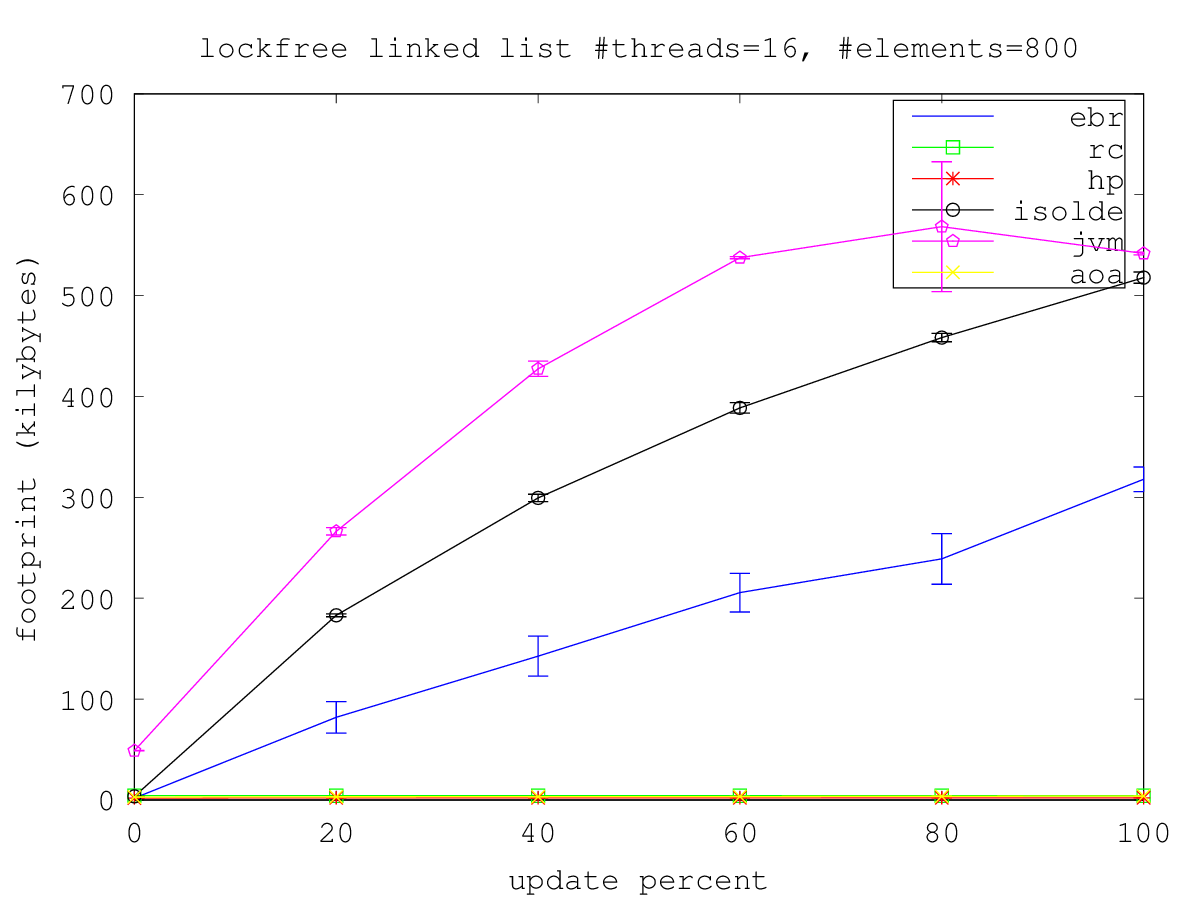 lockfree linked list #threads=16, #elements=800
700
600
500
400
300
200
100
0
footprint (kilybytes)
ebr
rc
hp
isolde
jvm
aoa
0 20 40 60 80 100
update percent